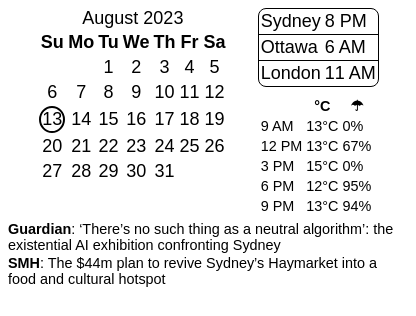 August 2023
Su Mo Tu We Th Fr Sa
1 2 3 4 5
6 7 8 9 10 11 12
13 14 15 16 17 18 19
20 21 22 23 24 25 26
27 28 29 30 31
Sydney 8 PM
Ottawa 6 AM
London 11 AM
°C ☂
9 AM 13°C 0%
12 PM 13°C 67%
3 PM 15°C 0%
6 PM 12°C 95%
9 PM 13°C 94%
Guardian: ‘There’s no such thing as a neutral algorithm’: the
existential AI exhibition confronting Sydney
SMH: The $44m plan to revive Sydney’s Haymarket into a
food and cultural hotspot